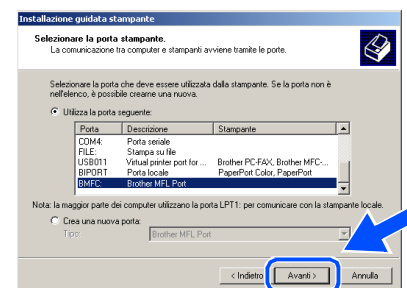 Installazione guidata stampante
Selezionare la porta stampante.
La comunicazione tra computer e stampanti avviene tramite le porte.
Selezionare la porta che deve essere utilizzata dalla stampante. Se la porta non è
nell'elenco, è possibile crearne una nuova.
Utilizza la porta seguente:
Porta Descrizione Stampante
COM4: Porta seriale
FILE: Stampa su file
USB011 Virtual printer port for ... Brother PC-FAX, Brother MFC-...
BIPORT Porta locale PaperPort Color, PaperPort
BMFC: Brother MFL Port
Nota: la maggior parte dei computer utilizzano la porta LPT1: per comunicare con la stampante locale.
Crea una nuova porta:
Tipo: Brother MFL Port
< Indietro Avanti > Annulla